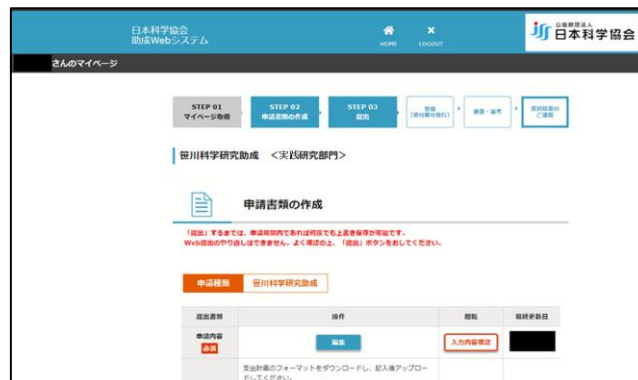 日本科学協会
助成Webシステム
HOME
LOGOUT
公益財団法人
日本科学協会
さんのマイページ
STEP 01
マイページ取得
STEP 02
申請書類の作成
STEP 03
提出
受領
(受付番号発行)
審査・選考
選択結果の
ご連絡
笹川科学研究助成 <実践研究部門>
申請書類の作成
「提出」するまでは、申請期間内であれば何度でも上書き保存が可能です。
Web提出のやり直しはできません。よく確認の上、「提出」ボタンをおしてください。
申請種類
笹川科学研究助成
提出書類
操作
閲覧
最終更新日
申請内容
必須
編集
入力内容確認
支出計画のフォーマットをダウンロードし、記入後アップロー
ドしてください。